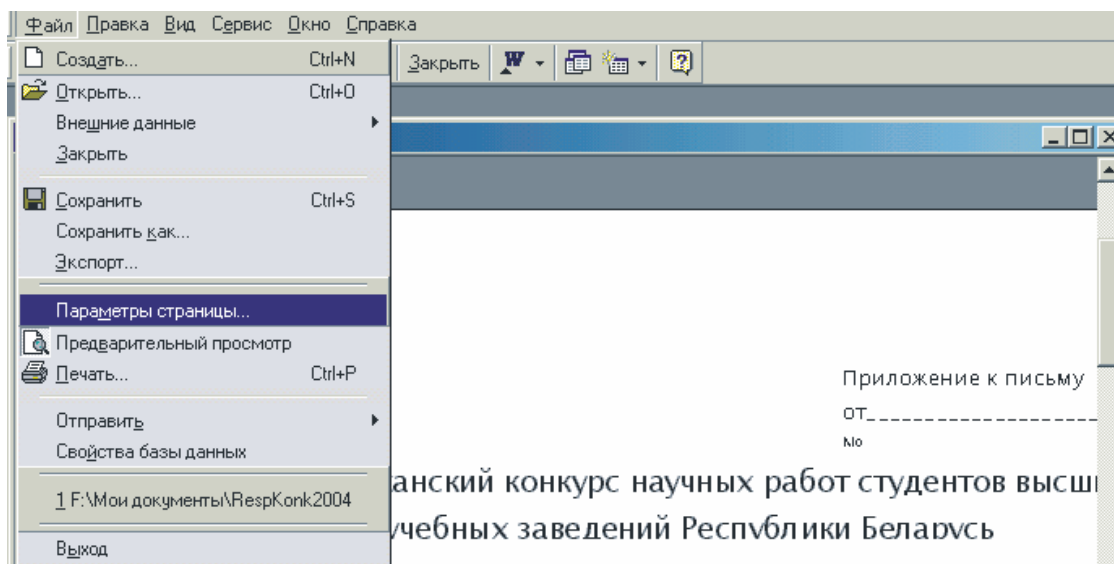 Файл Правка Вид Сервис Окно Справка
Создать... Ctrl+N
Закрыть
Открыть... Ctrl+O
Внешние данные
Закрыть
Сохранить Ctrl+S
Сохранить как...
Экспорт...
Параметры страницы...
Предварительный просмотр
Печать... Ctrl+P
Отправить
Свойства базы данных
1 F:\Мои документы\RespKonk2004
Выход
Приложение к письму
от____________________
№
анский конкурс научных работ студентов высш
учебных заведений Республики Беларусь